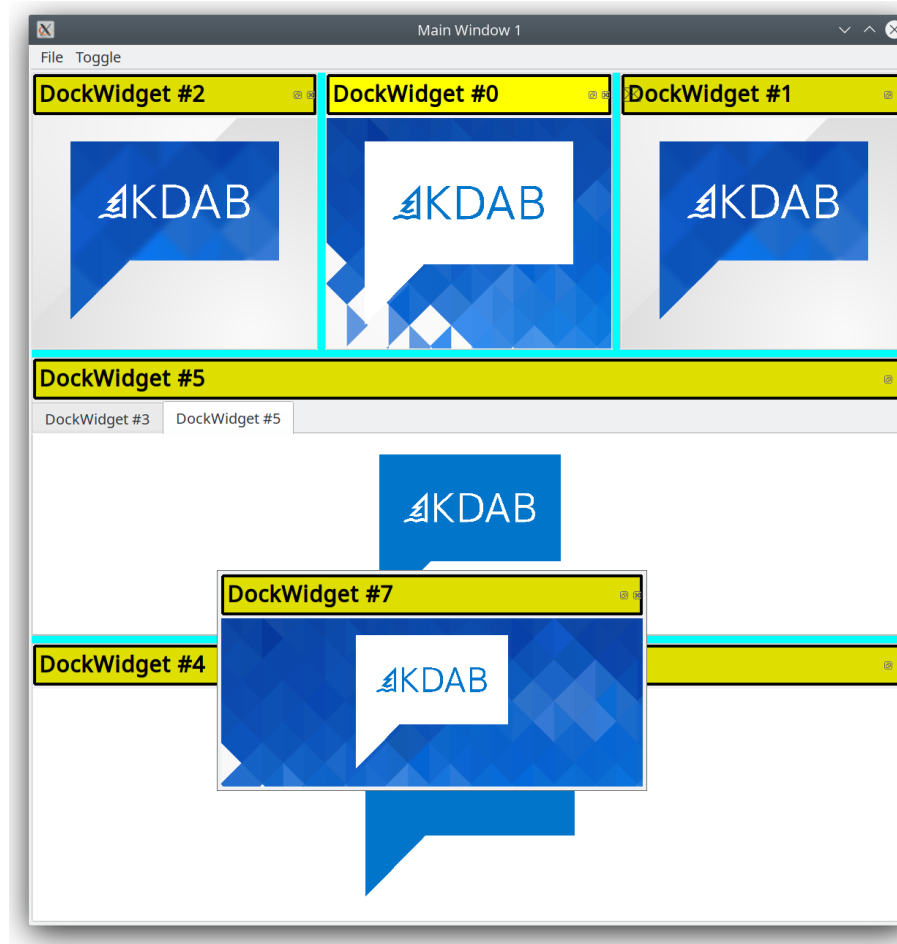 Main Window 1
File Toggle
DockWidget #2
DockWidget #0
DockWidget #1
KDAB
KDAB
KDAB
DockWidget #5
DockWidget #3
DockWidget #5
KDAB
DockWidget #7
DockWidget #4
KDAB